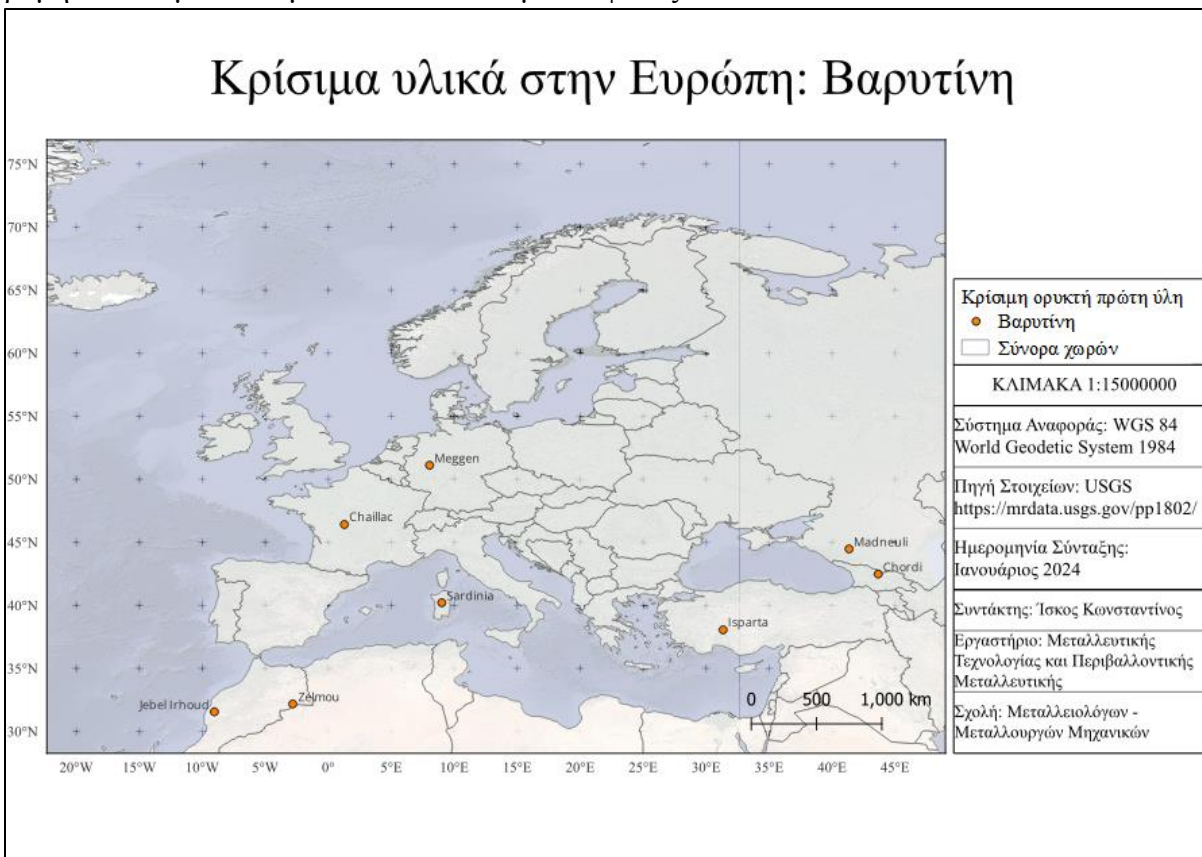 Κρίσιμα υλικά στην Ευρώπη: Βαρυτίνη
75°N
70°N
65°N
60°N
55°N
50°N
45°N
40°N
35°N
30°N
20°W
15°W
10°W
5°W
0°
5°E
10°E
15°E
20°E
25°E
30°E
35°E
40°E
45°E
Meggen
Chaillac
Madneuli
Chordi
Sardinia
Isparta
Jebel Irhoud
Zelmou
0 500 1,000 km
Κρίσιμη ορυκτή πρώτη ύλη
Βαρυτίνη
Σύνορα χωρών
ΚΛΙΜΑΚΑ 1:15000000
Σύστημα Αναφοράς: WGS 84
World Geodetic System 1984
Πηγή Στοιχείων: USGS
https://mrdata.usgs.gov/pp1802/
Ημερομηνία Σύνταξης:
Ιανουάριος 2024
Συντάκτης: Ίσκος Κωνσταντίνος
Εργαστήριο: Μεταλλευτικής
Τεχνολογίας και Περιβαλλοντικής
Μεταλλευτικής
Σχολή: Μεταλλειολόγων -
Μεταλλουργών Μηχανικών